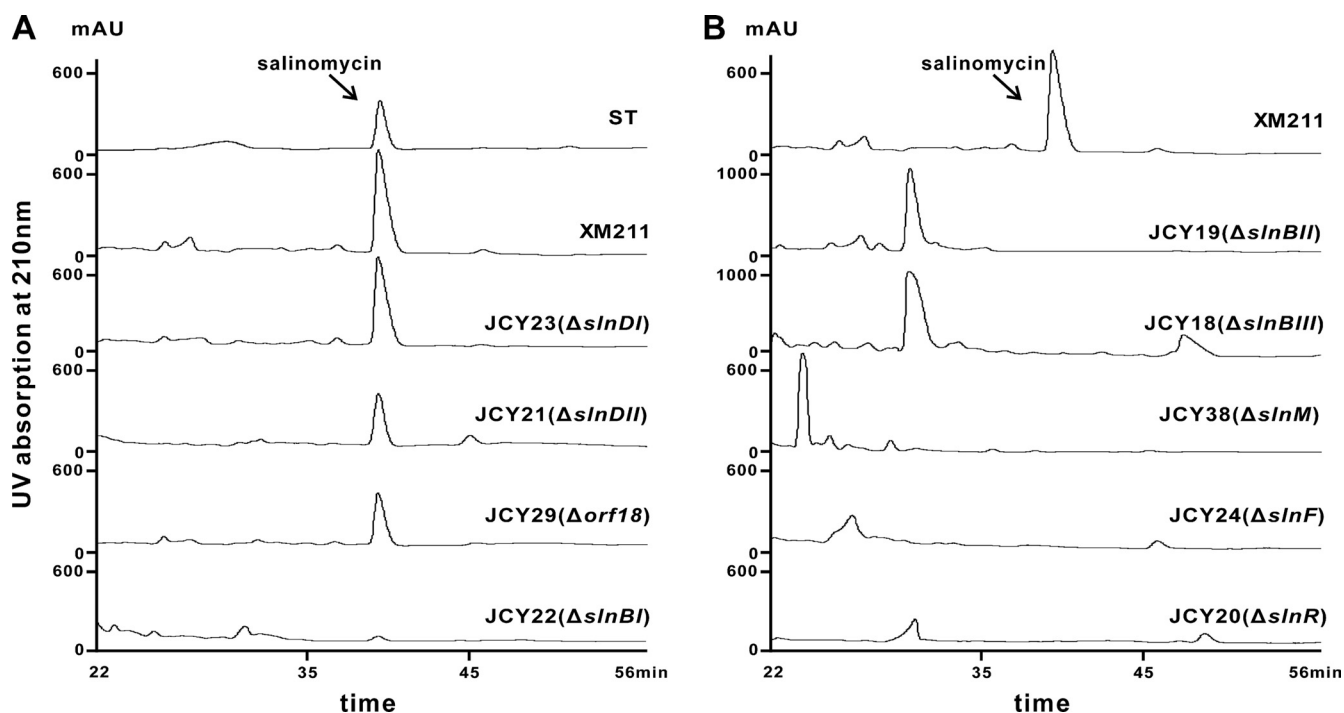 A mAU
600
salinomycin
ST
0
600
XM211
0
600
JCY23(ΔslnDI)
0
600
JCY21(ΔslnDII)
0
600
JCY29(Δorf18)
0
600
JCY22(ΔslnBI)
0
22 35 45 56min
time
UV absorption at 210nm
B mAU
600
salinomycin
XM211
0
1000
JCY19(ΔslnBII)
0
1000
JCY18(ΔslnBIII)
0
600
JCY38(ΔslnM)
0
600
JCY24(ΔslnF)
0
600
JCY20(ΔslnR)
0
22 35 45 56min
time